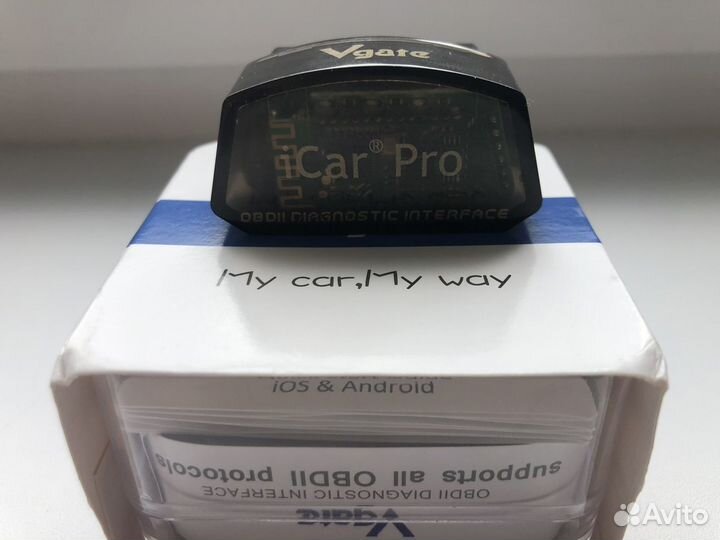 Vgate
iCar® Pro
OBDII DIAGNOSTIC INTERFACE
My car,My way
iOS & Android
supports all OBDII protocols
OBDII DIAGNOSTIC INTERFACE
Vgate
Avito